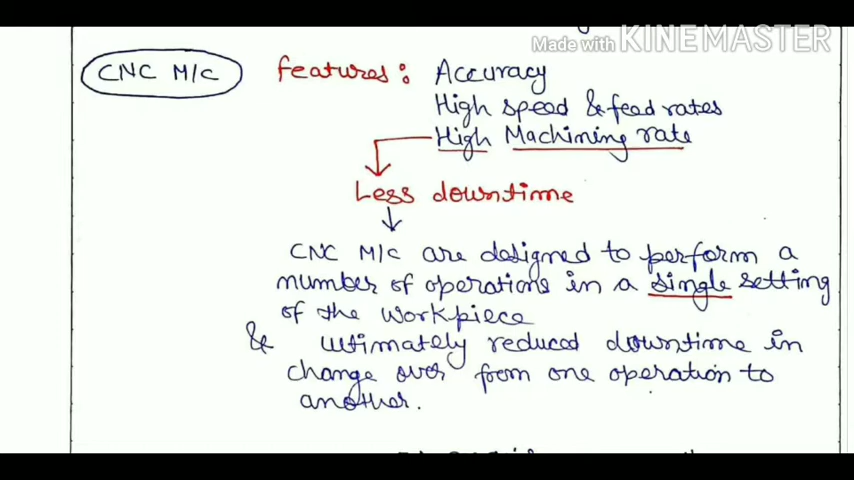 Made with KINEMASTER
CNC M/C features: Accuracy
High speed & feed rates
High Machining rate
Less downtime
CNC M/C are designed to perform a
number of operations in a single setting
of the workpiece
& ultimately reduced downtime in
change over from one operation to
another.